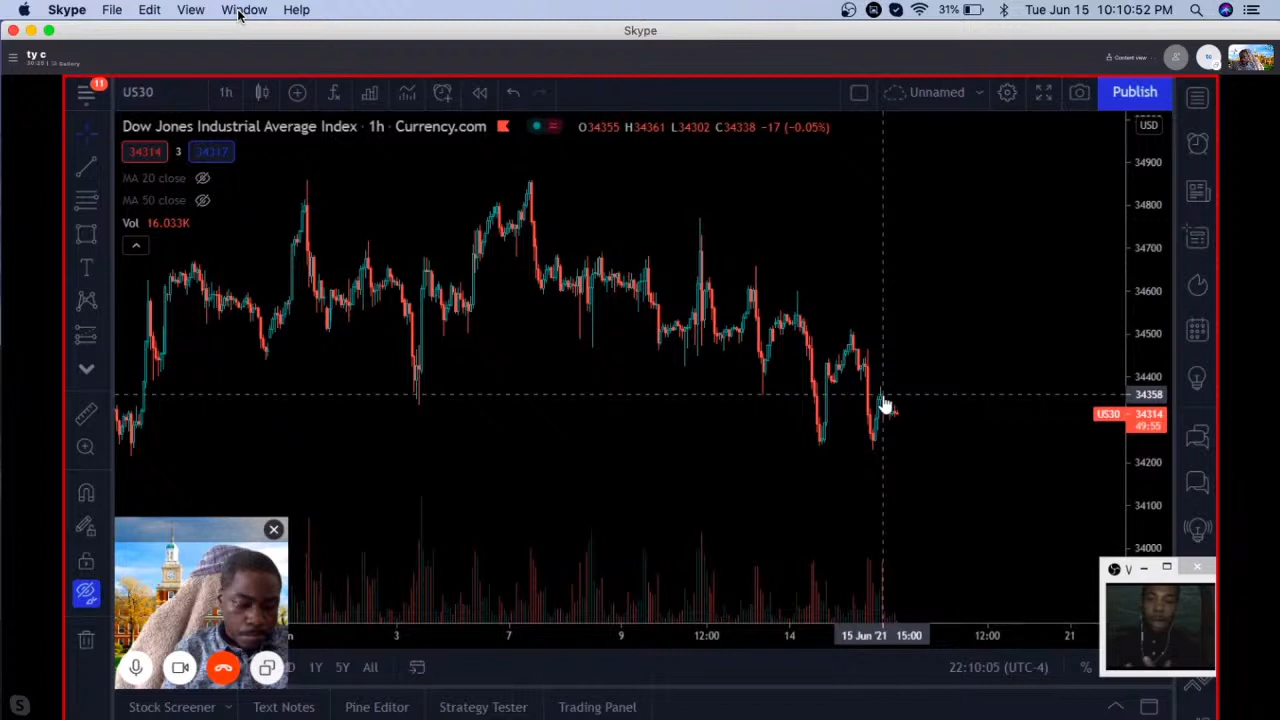 Skype File Edit View Window Help
31% Tue Jun 15 10:10:52 PM
Skype
ty c
Gallery
Content view
11
US30 1h Unnamed Publish
Dow Jones Industrial Average Index · 1h · Currency.com O34355 H34361 L34302 C34338 −17 (−0.05%)
USD
34314 3 34317
MA 20 close
MA 50 close
Vol 16.033K
34900
34800
34700
34600
34500
34400
34358
US30 34314
49:55
34200
34100
34000
V
n 3 7 9 12:00 14 15 Jun '21 15:00 12:00 21
D 1Y 5Y All 22:10:05 (UTC-4) %
Stock Screener Text Notes Pine Editor Strategy Tester Trading Panel